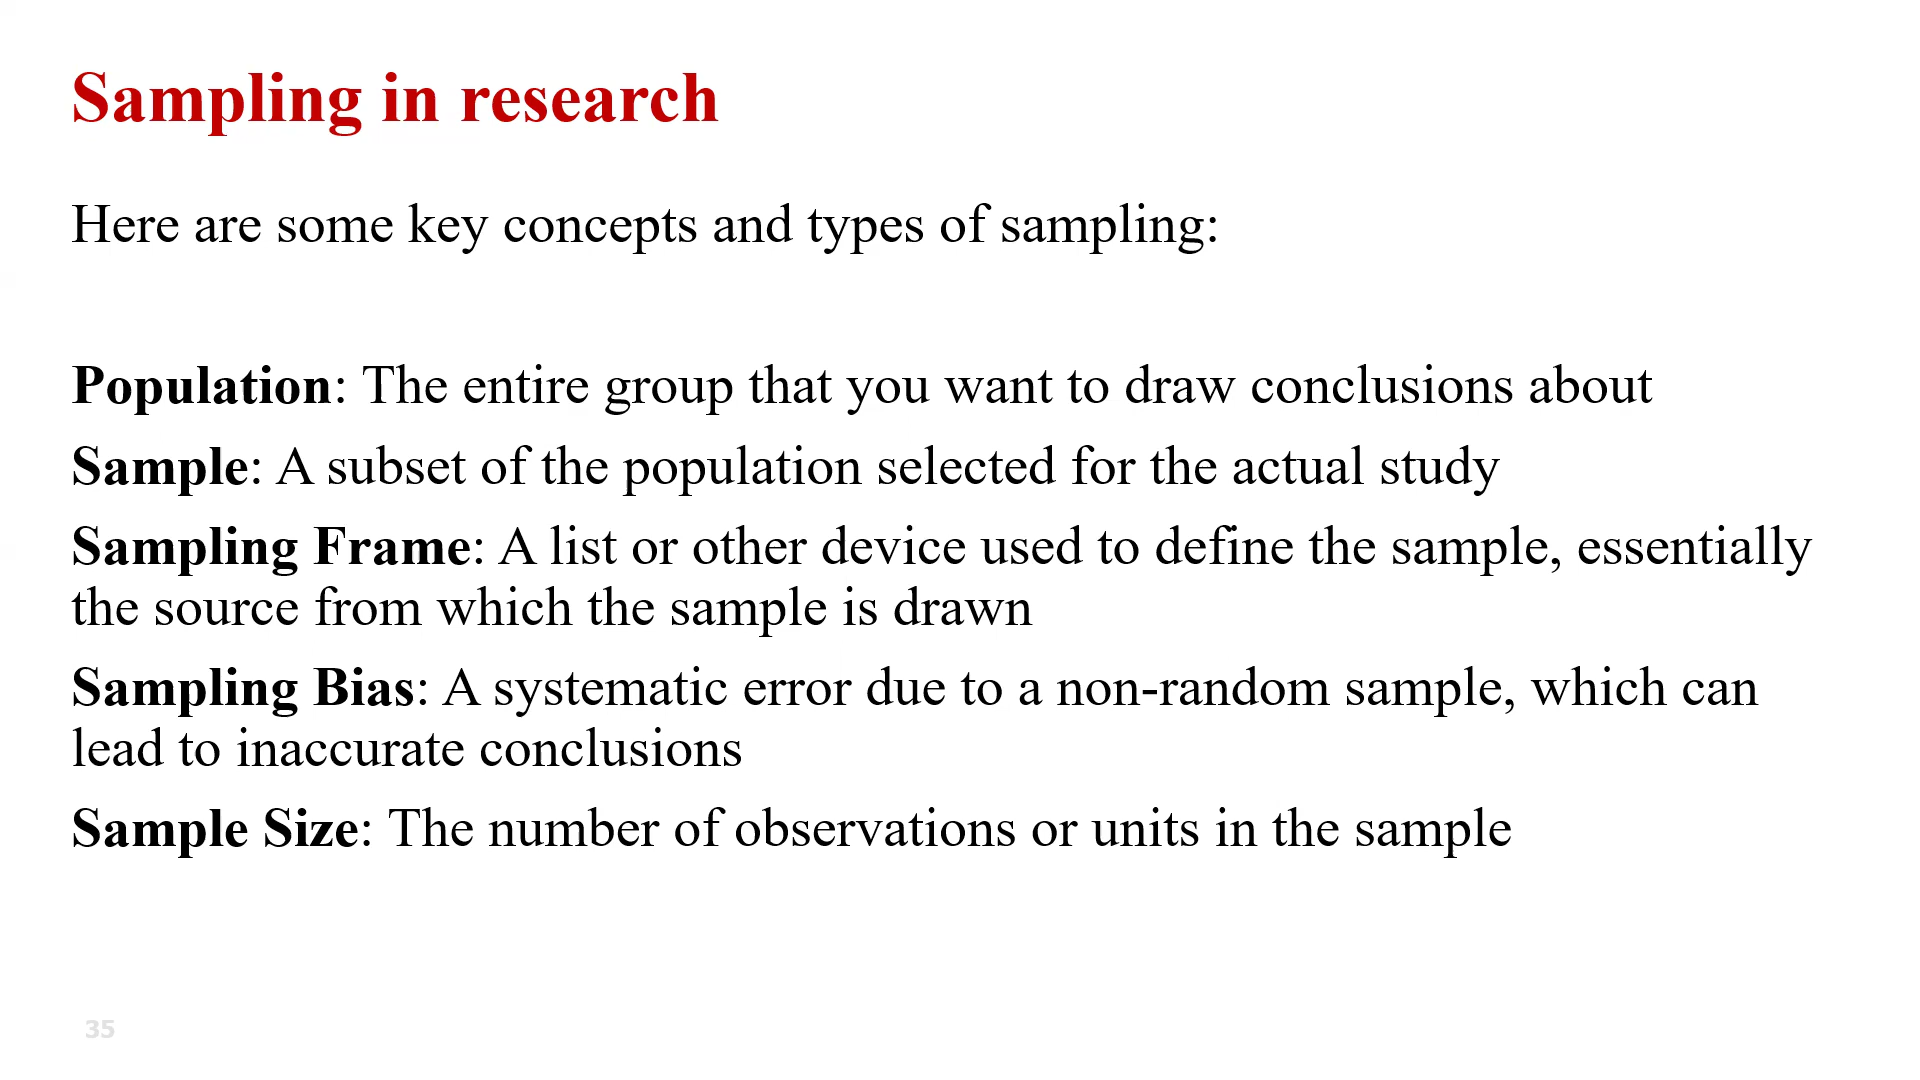 Sampling in research
Here are some key concepts and types of sampling:
Population: The entire group that you want to draw conclusions about
Sample: A subset of the population selected for the actual study
Sampling Frame: A list or other device used to define the sample, essentially
the source from which the sample is drawn
Sampling Bias: A systematic error due to a non-random sample, which can
lead to inaccurate conclusions
Sample Size: The number of observations or units in the sample
35